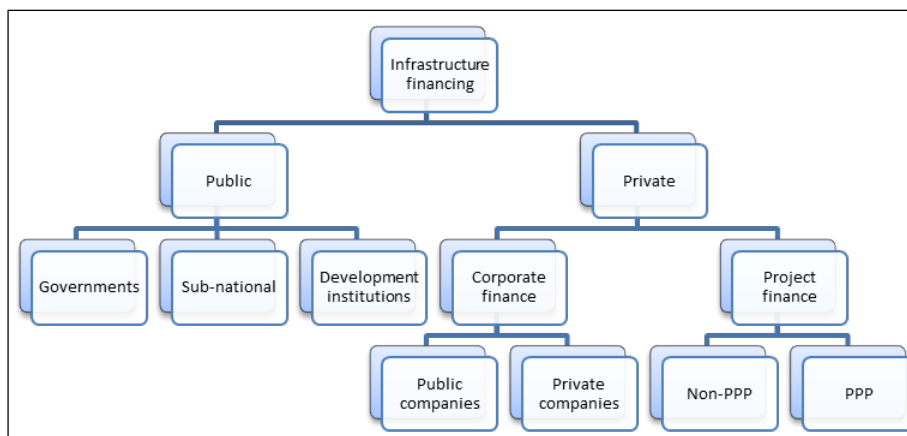 Infrastructure
financing
Public
Private
Governments
Sub-national
Development
institutions
Corporate
finance
Project
finance
Public
companies
Private
companies
Non-PPP
PPP